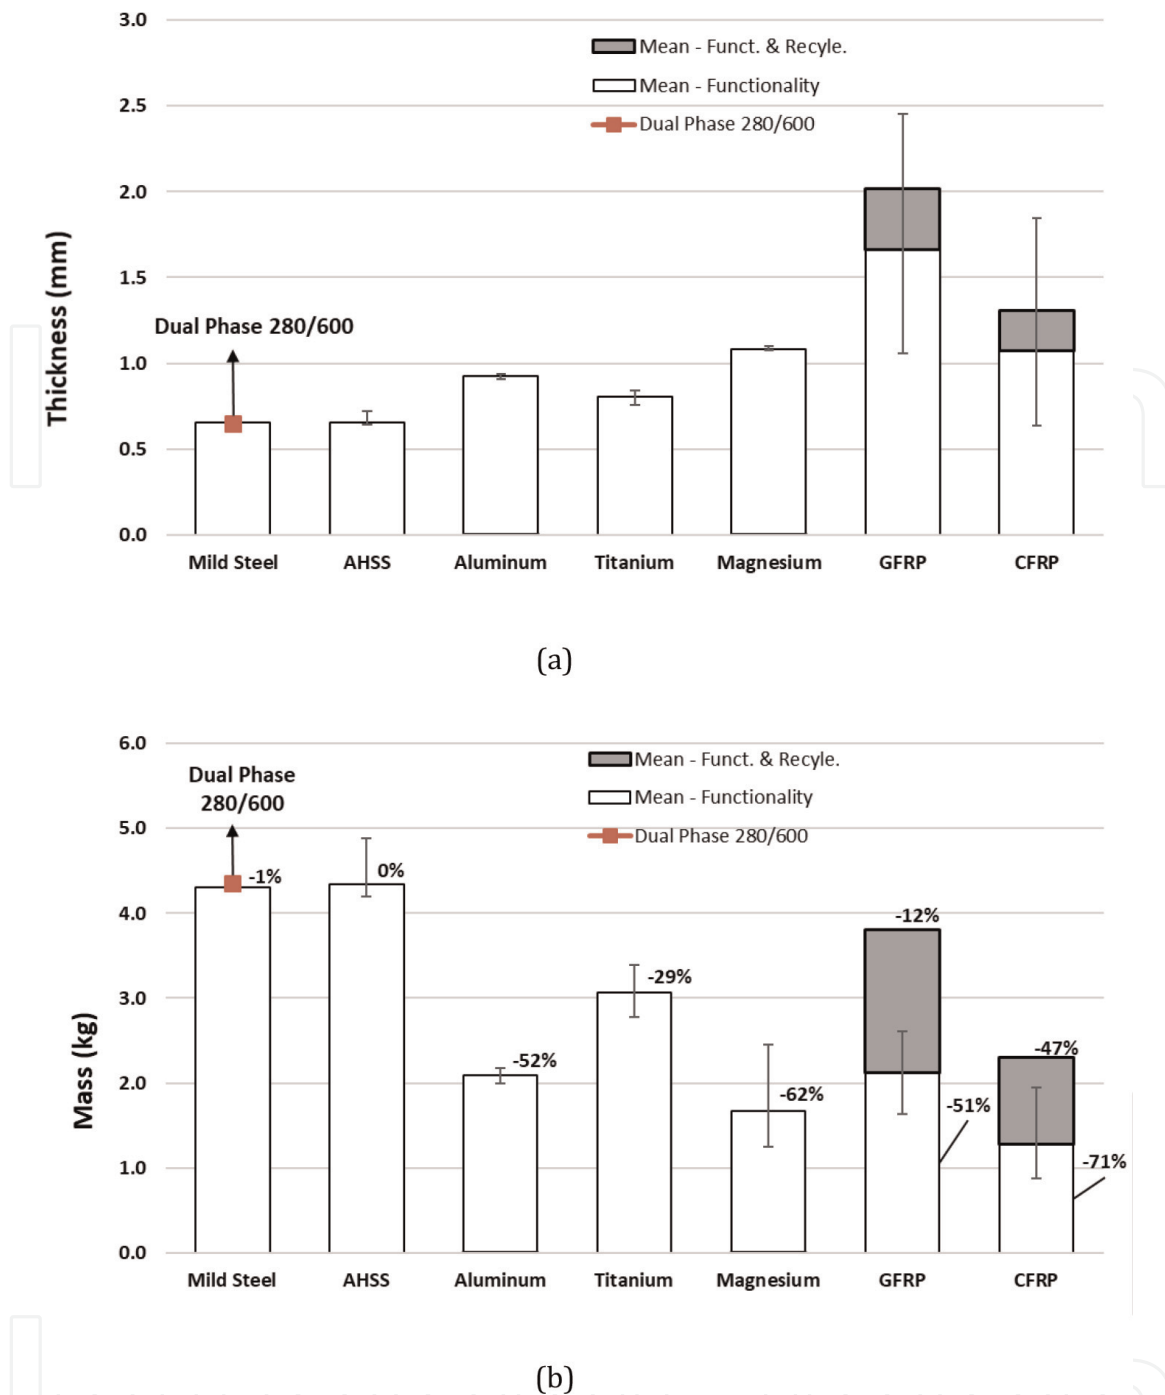 3.0
Mean - Funct. & Recyle.
Mean - Functionality
2.5
Dual Phase 280/600
2.0
Thickness (mm)
1.5
Dual Phase 280/600
1.0
0.5
0.0
Mild Steel AHSS Aluminum Titanium Magnesium GFRP CFRP
(a)
6.0
Mean - Funct. & Recyle.
Dual Phase
280/600
Mean - Functionality
5.0
Dual Phase 280/600
-1%
0%
4.0
-12%
3.0
-29%
Mass (kg)
-52%
-47%
2.0
-62%
-51%
-71%
1.0
0.0
Mild Steel AHSS Aluminum Titanium Magnesium GFRP CFRP
(b)